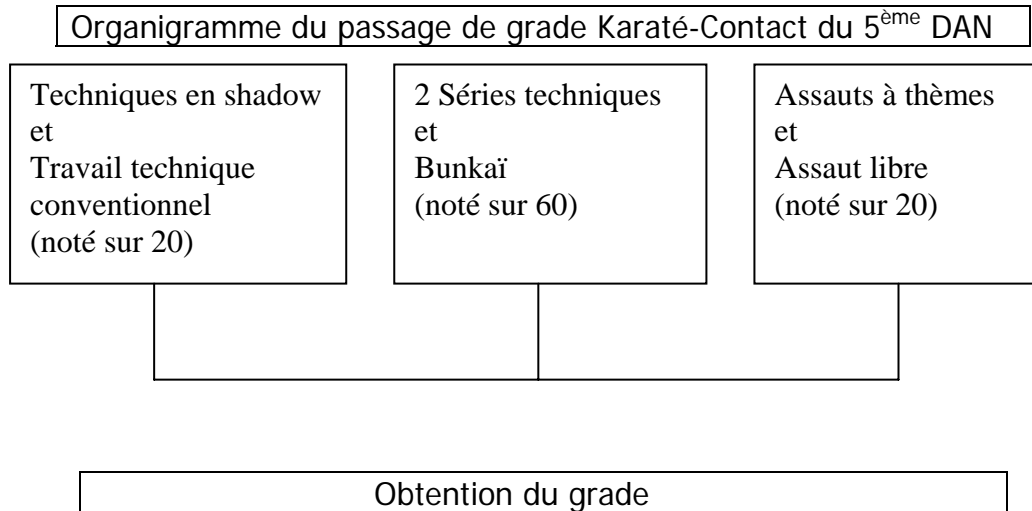 Organigramme du passage de grade Karaté-Contact du 5ème DAN
Techniques en shadow
et
Travail technique
conventionnel
(noté sur 20)
2 Séries techniques
et
Bunkaï
(noté sur 60)
Assauts à thèmes
et
Assaut libre
(noté sur 20)
Obtention du grade